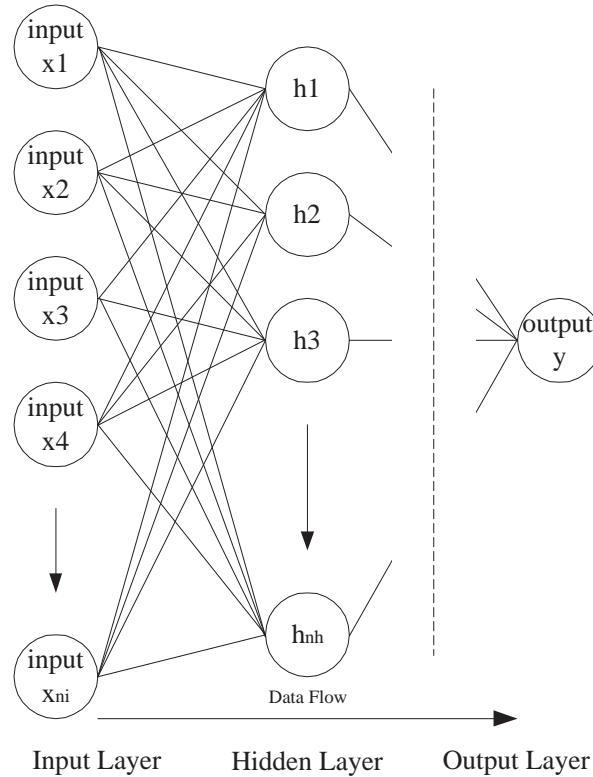 input
x1
input
x2
input
x3
input
x4
input
xni
h1
h2
h3
hnh
output
y
Data Flow
Input Layer
Hidden Layer
Output Layer